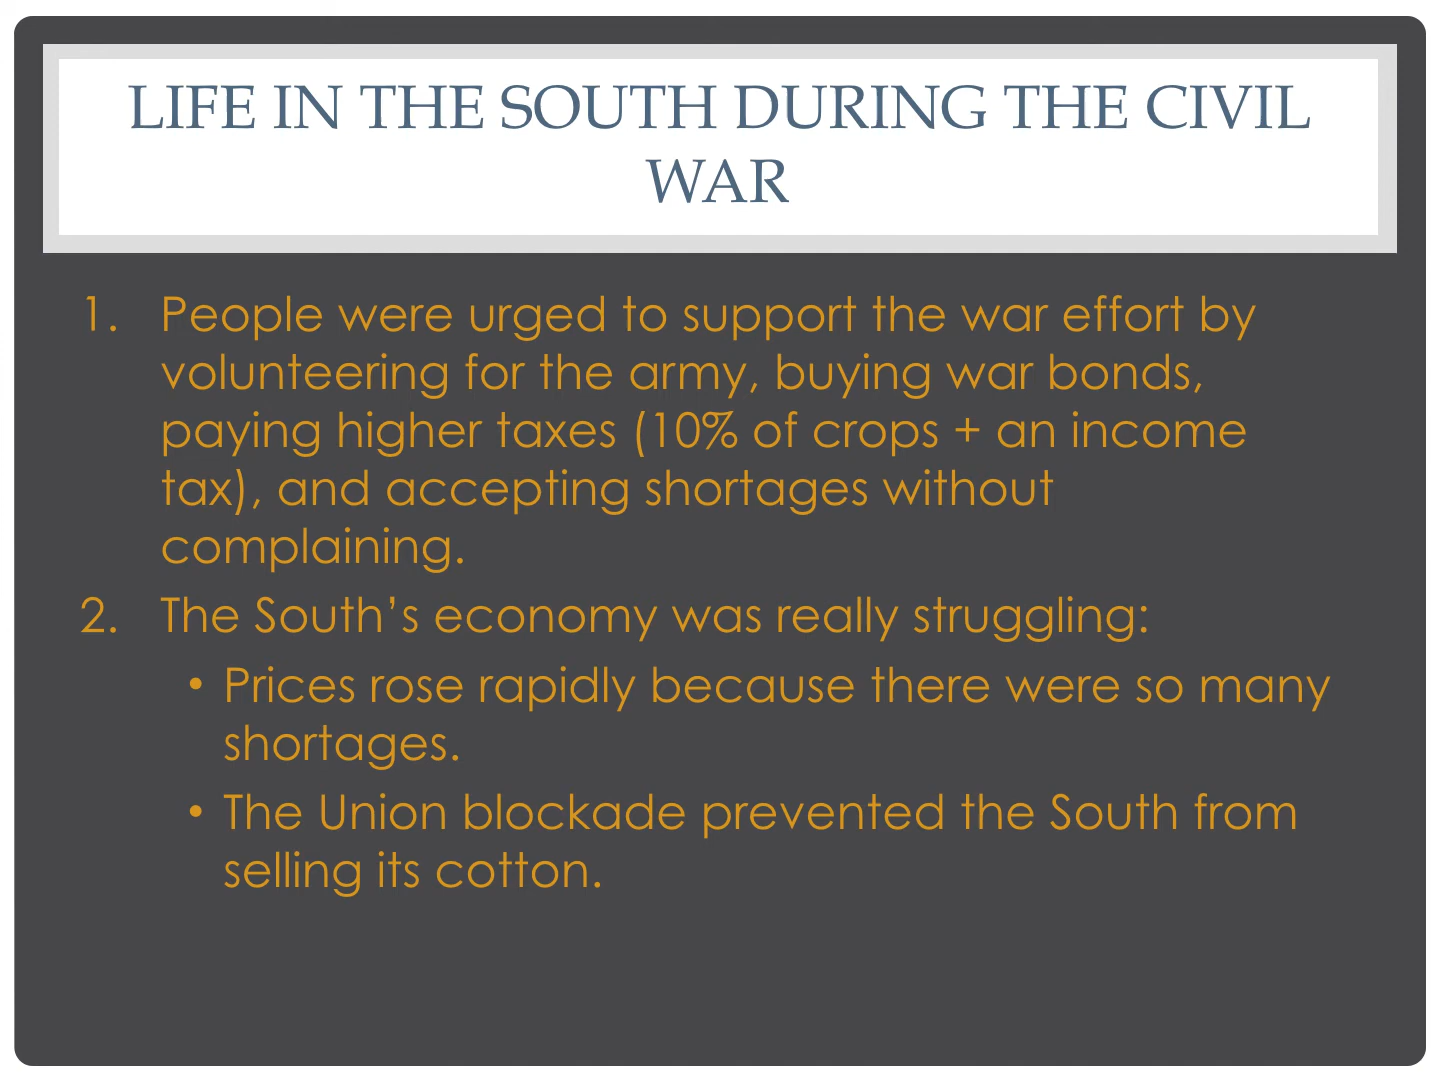 LIFE IN THE SOUTH DURING THE CIVIL
WAR
1. People were urged to support the war effort by
volunteering for the army, buying war bonds,
paying higher taxes (10% of crops + an income
tax), and accepting shortages without
complaining.
2. The South’s economy was really struggling:
• Prices rose rapidly because there were so many
shortages.
• The Union blockade prevented the South from
selling its cotton.